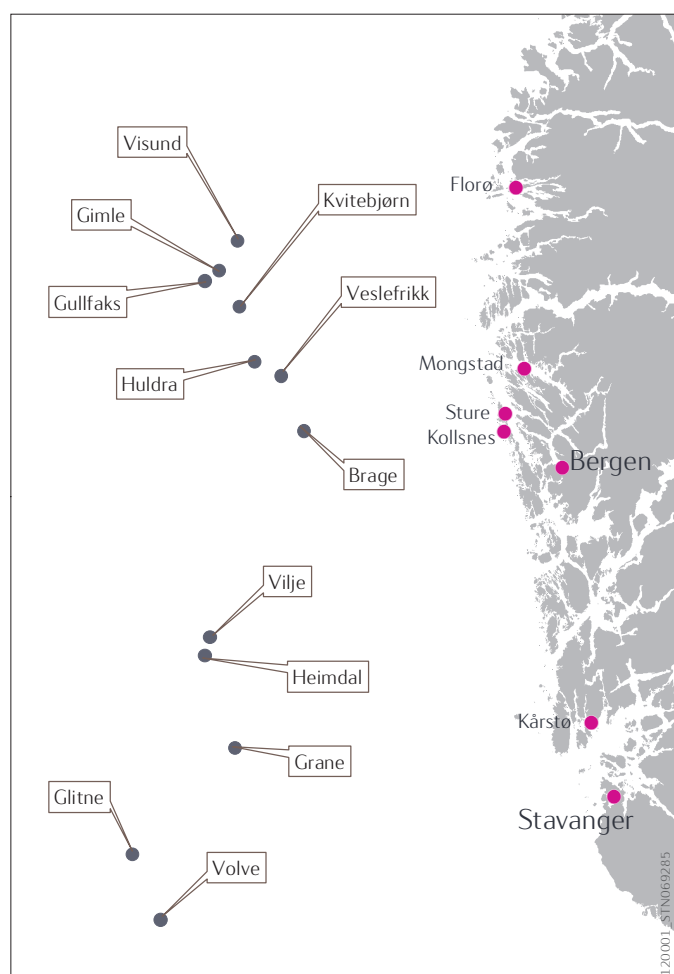 Visund
Florø
Kvitebjørn
Gimle
Gullfaks
Veslefrikk
Mongstad
Huldra
Sture
Kollsnes
Bergen
Brage
Vilje
Heimdal
Kårstø
Grane
Glitne
Stavanger
Volve
120001_STN069285